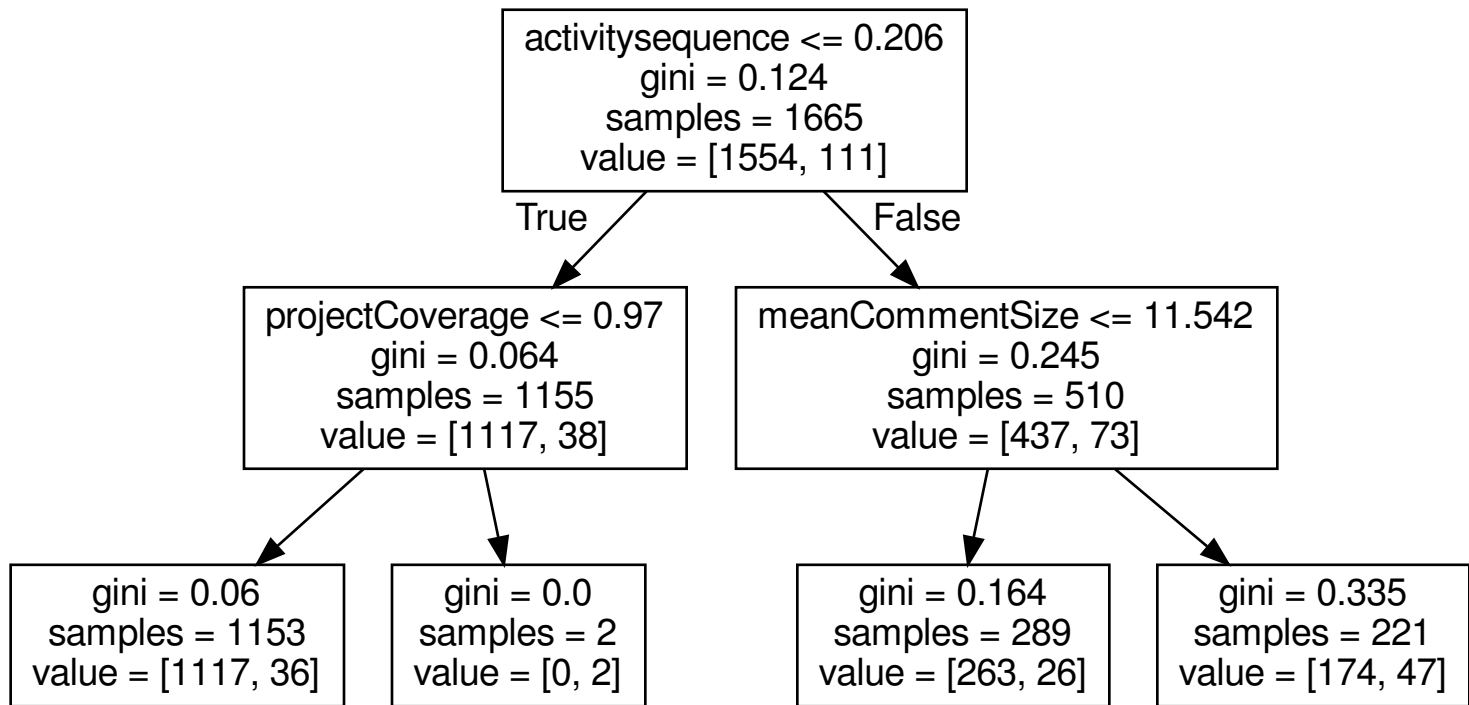 activitysequence <= 0.206
gini = 0.124
samples = 1665
value = [1554, 111]
True
False
projectCoverage <= 0.97
gini = 0.064
samples = 1155
value = [1117, 38]
meanCommentSize <= 11.542
gini = 0.245
samples = 510
value = [437, 73]
gini = 0.06
samples = 1153
value = [1117, 36]
gini = 0.0
samples = 2
value = [0, 2]
gini = 0.164
samples = 289
value = [263, 26]
gini = 0.335
samples = 221
value = [174, 47]